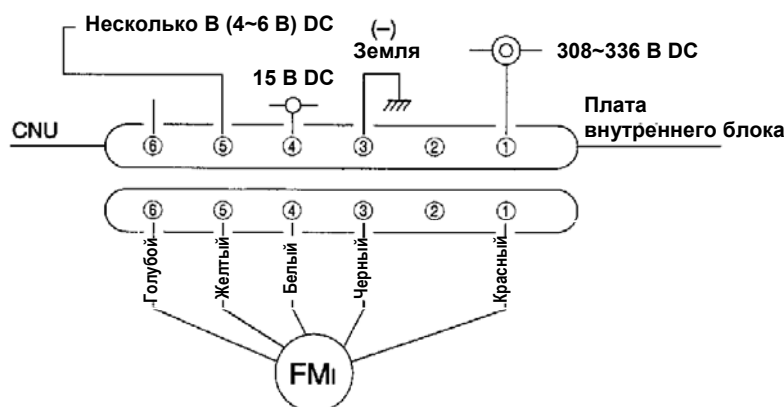 Несколько В (4~6 В) DC
(–)
Земля
308~336 В DC
15 В DC
Плата
внутреннего блока
CNU
⑥ ⑤ ④ ③ ② ①
⑥ ⑤ ④ ③ ② ①
Голубой
Желтый
Белый
Черный
Красный
FMI